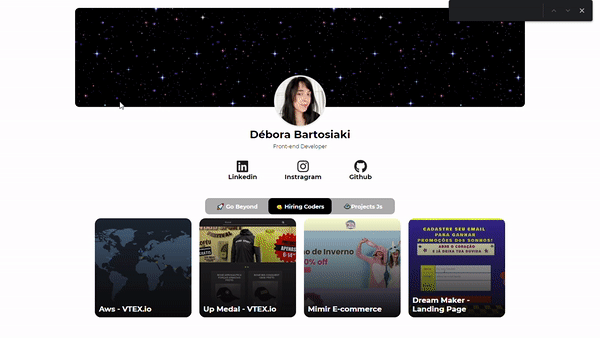 Débora Bartosiaki
Front-end Developer
Linkedin
Instragram
Github
🚀 Go Beyond
Hiring Coders
Projects Js
CADASTRE SEU EMAIL
PARA GANHAR
PROMOÇÕES DOS SONHOS!
ABRE O CORAÇÃO
o de Inverno
0% off
Aws - VTEX.io
Up Medal - VTEX.io
Mimir E-commerce
Dream Maker -
Landing Page